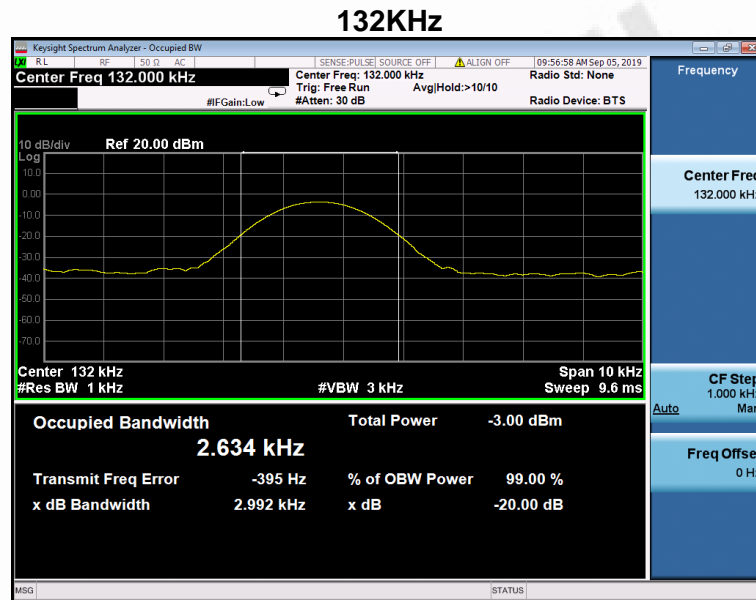 132KHz
Keysight Spectrum Analyzer - Occupied BW
LXI RL RF 50 Ω AC SENSE:PULSE SOURCE OFF ALIGN OFF 09:56:58 AM Sep 05, 2019
Center Freq 132.000 kHz
Center Freq: 132.000 kHz
Radio Std: None
Trig: Free Run Avg|Hold:>10/10
#IFGain:Low
#Atten: 30 dB
Radio Device: BTS
10 dB/div Ref 20.00 dBm
Log
10.0
0.00
-10.0
-20.0
-30.0
-40.0
-50.0
-60.0
-70.0
Center 132 kHz Span 10 kHz
#Res BW 1 kHz #VBW 3 kHz Sweep 9.6 ms
Occupied Bandwidth Total Power -3.00 dBm
2.634 kHz
Transmit Freq Error -395 Hz % of OBW Power 99.00 %
x dB Bandwidth 2.992 kHz x dB -20.00 dB
MSG STATUS
Frequency
Center Freq
132.000 kHz
CF Step
1.000 kHz
Auto Man
Freq Offse
0 Hz